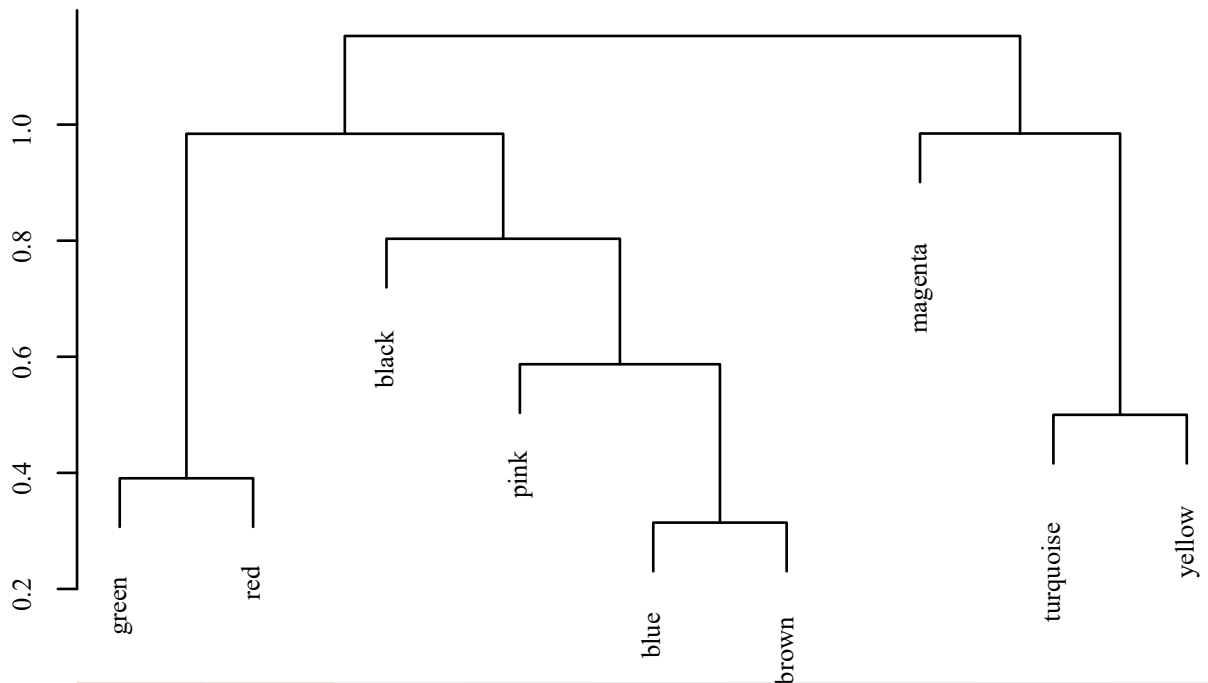 1.0
0.8
0.6
0.4
0.2
green
red
black
pink
blue
brown
magenta
turquoise
yellow